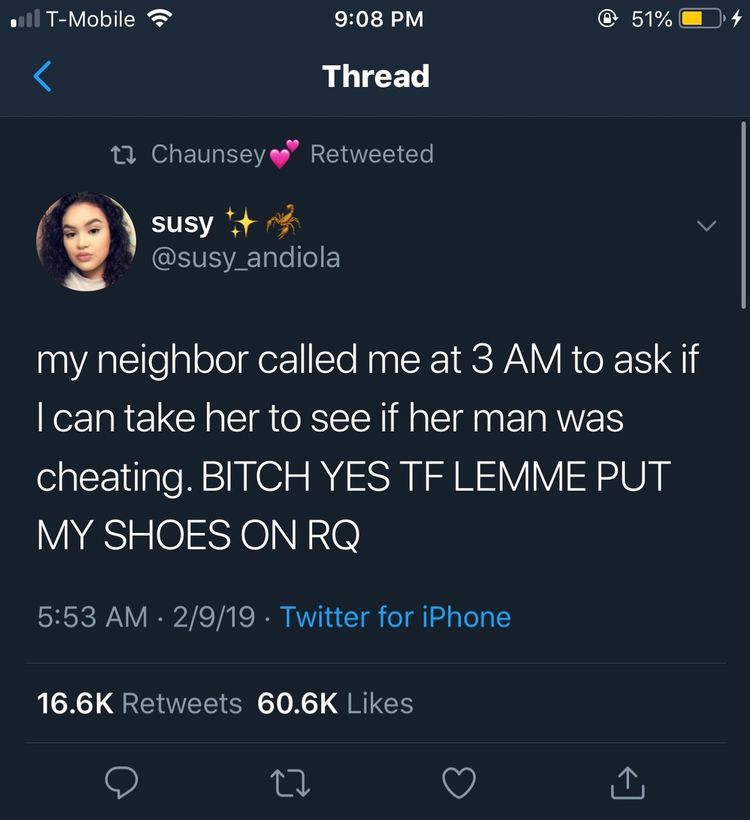 T-Mobile 9:08 PM 51%
Thread
Chaunsey💕 Retweeted
susy ✨🦂
@susy_andiola
my neighbor called me at 3 AM to ask if
I can take her to see if her man was
cheating. BITCH YES TF LEMME PUT
MY SHOES ON RQ
5:53 AM · 2/9/19 · Twitter for iPhone
16.6K Retweets 60.6K Likes